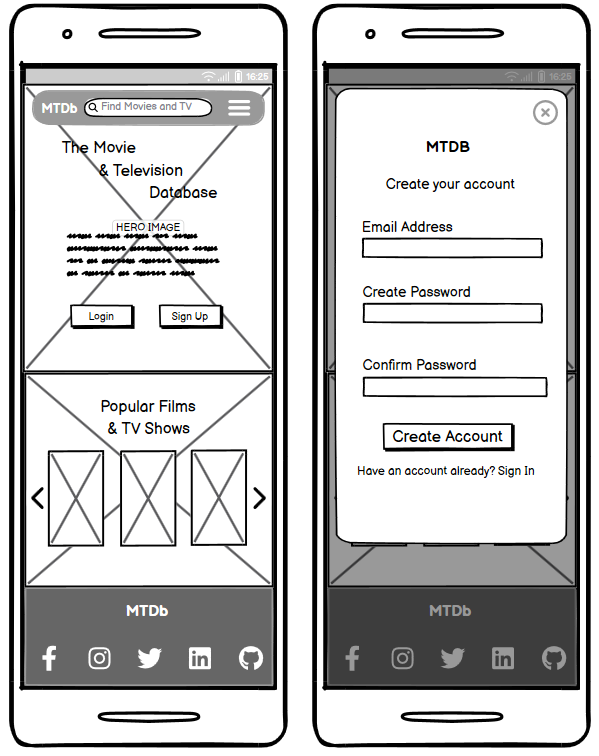 16:25
MTDb
Find Movies and TV
The Movie
& Television
Database
HERO IMAGE
Login
Sign Up
Popular Films
& TV Shows
MTDb
16:25
MTDB
Create your account
Email Address
Create Password
Confirm Password
Create Account
Have an account already? Sign In
MTDb